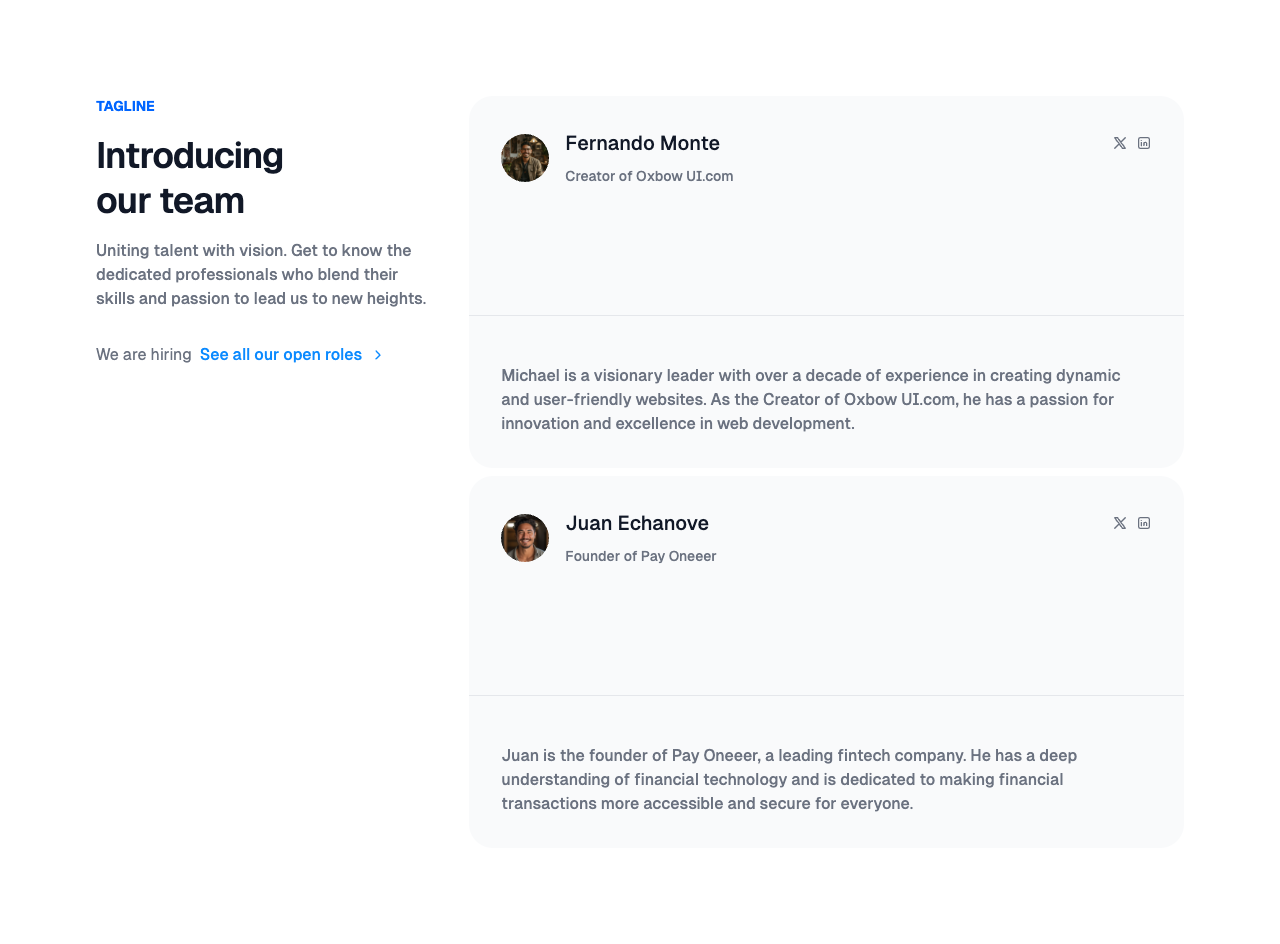 TAGLINE
Introducing
our team
Uniting talent with vision. Get to know the
dedicated professionals who blend their
skills and passion to lead us to new heights.
We are hiring See all our open roles
Fernando Monte
Creator of Oxbow UI.com
Michael is a visionary leader with over a decade of experience in creating dynamic
and user-friendly websites. As the Creator of Oxbow UI.com, he has a passion for
innovation and excellence in web development.
Juan Echanove
Founder of Pay Oneeer
Juan is the founder of Pay Oneeer, a leading fintech company. He has a deep
understanding of financial technology and is dedicated to making financial
transactions more accessible and secure for everyone.